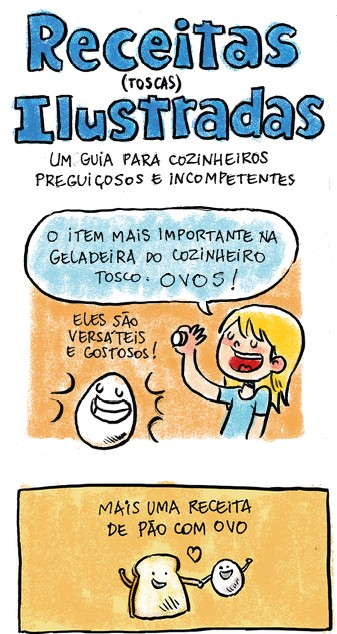 Receitas
(TOSCAS)
Ilustradas
UM GUIA PARA COZINHEIROS
PREGUIÇOSOS E INCOMPETENTES
O ITEM MAIS IMPORTANTE NA
GELADEIRA DO COZINHEIRO
TOSCO: OVOS!
ELES SÃO
VERSÁTEIS
E GOSTOSOS!
MAIS UMA RECEITA
DE PÃO COM OVO